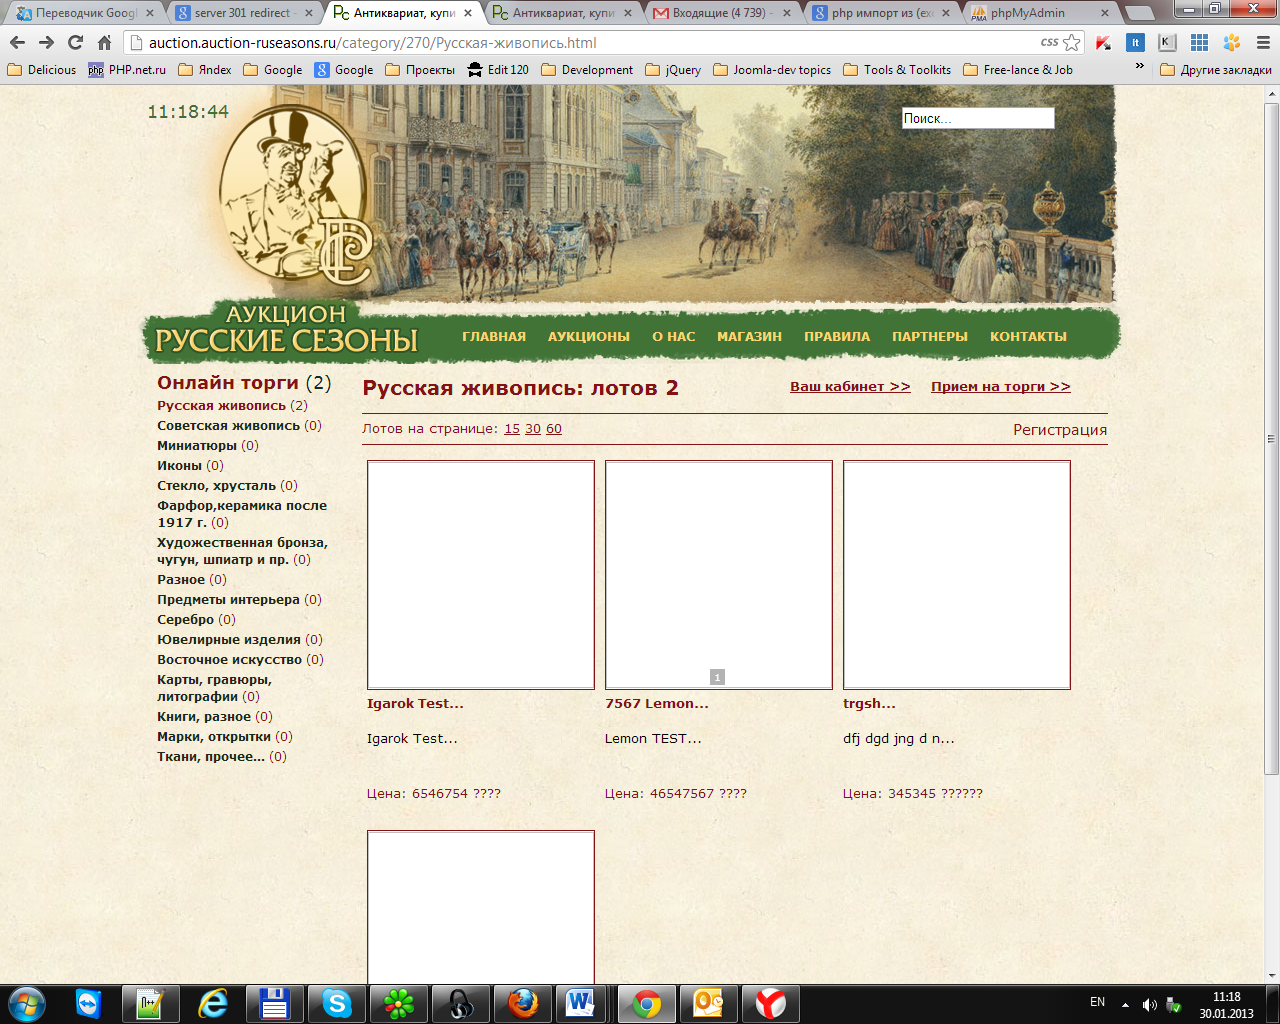 Переводчик Googl
server 301 redirect -
Антиквариат, купи
Антиквариат, купи
Входящие (4 739) -
php импорт из (exc
phpMyAdmin
auction.auction-ruseasons.ru/category/270/Русская-живопись.html
css
Delicious
PHP.net.ru
Яndex
Google
Google
Проекты
Edit 120
Development
jQuery
Joomla-dev topics
Tools & Toolkits
Free-lance & Job
»
Другие закладки
11:18:44
Поиск...
АУКЦИОН
РУССКИЕ СЕЗОНЫ
ГЛАВНАЯ
АУКЦИОНЫ
О НАС
МАГАЗИН
ПРАВИЛА
ПАРТНЕРЫ
КОНТАКТЫ
Онлайн торги (2)
Русская живопись (2)
Советская живопись (0)
Миниатюры (0)
Иконы (0)
Стекло, хрусталь (0)
Фарфор,керамика после
1917 г. (0)
Художественная бронза,
чугун, шпиатр и пр. (0)
Разное (0)
Предметы интерьера (0)
Серебро (0)
Ювелирные изделия (0)
Восточное искусство (0)
Карты, гравюры,
литографии (0)
Книги, разное (0)
Марки, открытки (0)
Ткани, прочее... (0)
Русская живопись: лотов 2
Ваш кабинет >>
Прием на торги >>
Лотов на странице: 15 30 60
Регистрация
1
Igarok Test...
7567 Lemon...
trgsh...
Igarok Test...
Lemon TEST...
dfj dgd jng d n...
Цена: 6546754 ????
Цена: 46547567 ????
Цена: 345345 ??????
EN
11:18
30.01.2013